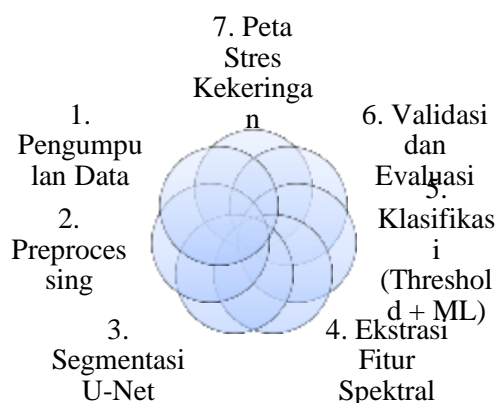 7. Peta
Stres
Kekeringa
n
1.
Pengumpu
lan Data
6. Validasi
dan
Evaluasi
2.
Preproces
sing
5.
Klasifikas
i
(Threshol
d + ML)
3.
Segmentasi
U-Net
4. Ekstrasi
Fitur
Spektral